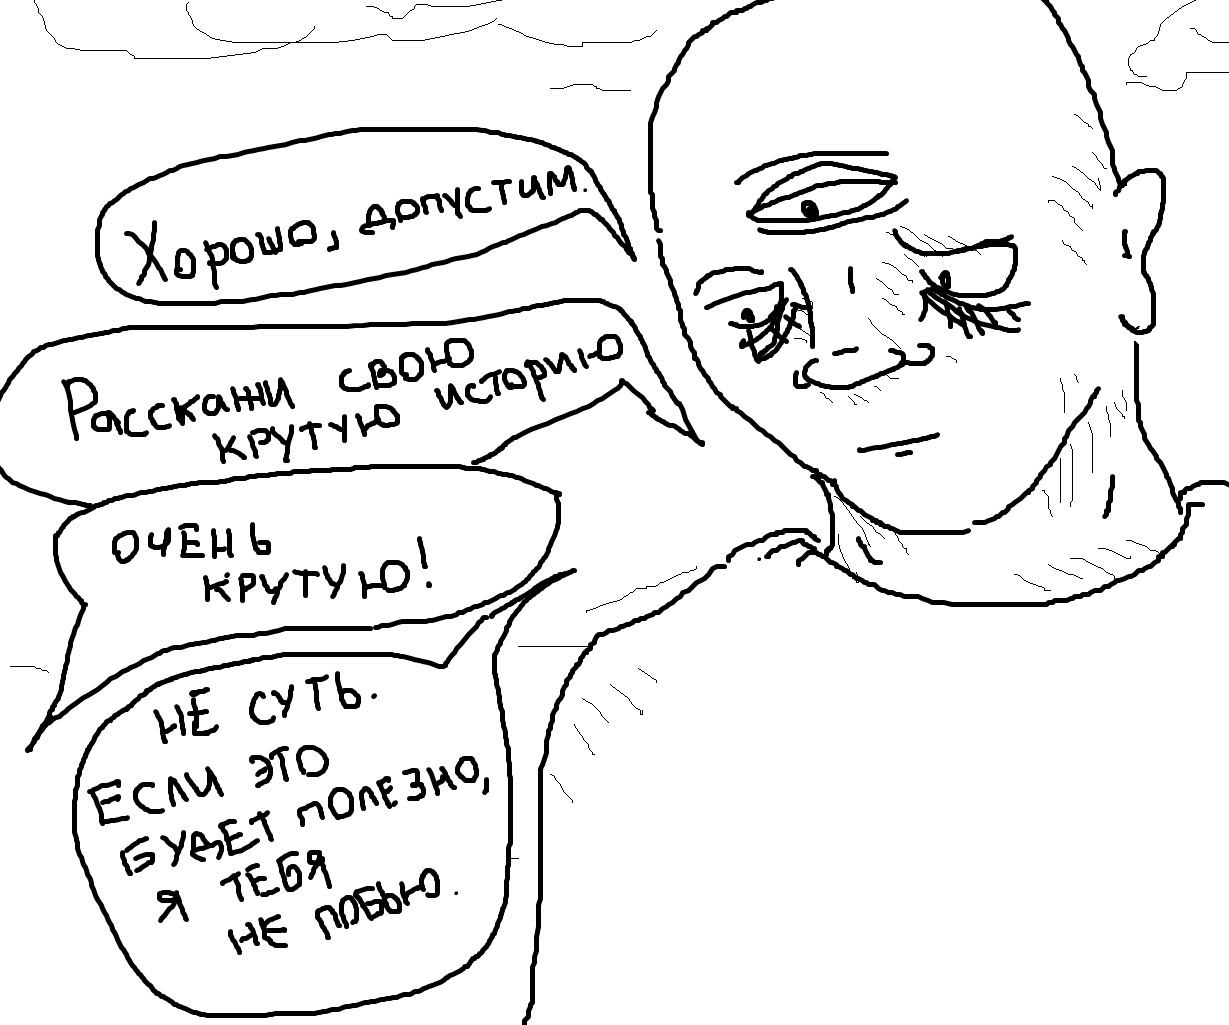 Хорошо, допустим.
Расскажи свою
крутую историю
очень
крутую!
не суть.
Если это
будет полезно,
я тебя
не побью.